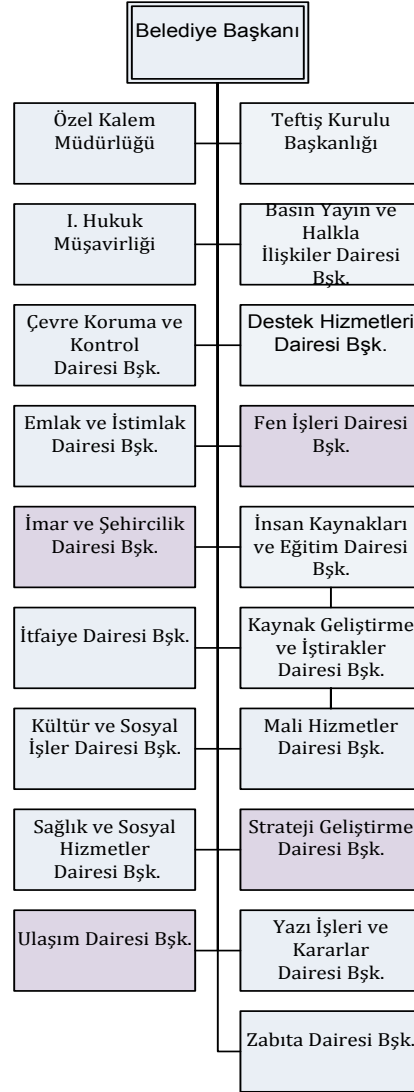 Belediye Başkanı
Özel Kalem
Müdürlüğü
Teftiş Kurulu
Başkanlığı
I. Hukuk
Müşavirliği
Basın Yayın ve
Halkla
İlişkiler Dairesi
Bşk.
Çevre Koruma ve
Kontrol
Dairesi Bşk.
Destek Hizmetleri
Dairesi Bşk.
Emlak ve İstimlak
Dairesi Bşk.
Fen İşleri Dairesi
Bşk.
İmar ve Şehircilik
Dairesi Bşk.
İnsan Kaynakları
ve Eğitim Dairesi
Bşk.
İtfaiye Dairesi Bşk.
Kaynak Geliştirme
ve İştirakler
Dairesi Bşk.
Kültür ve Sosyal
İşler Dairesi Bşk.
Mali Hizmetler
Dairesi Bşk.
Sağlık ve Sosyal
Hizmetler
Dairesi Bşk.
Strateji Geliştirme
Dairesi Bşk.
Ulaşım Dairesi Bşk.
Yazı İşleri ve
Kararlar
Dairesi Bşk.
Zabıta Dairesi Bşk.